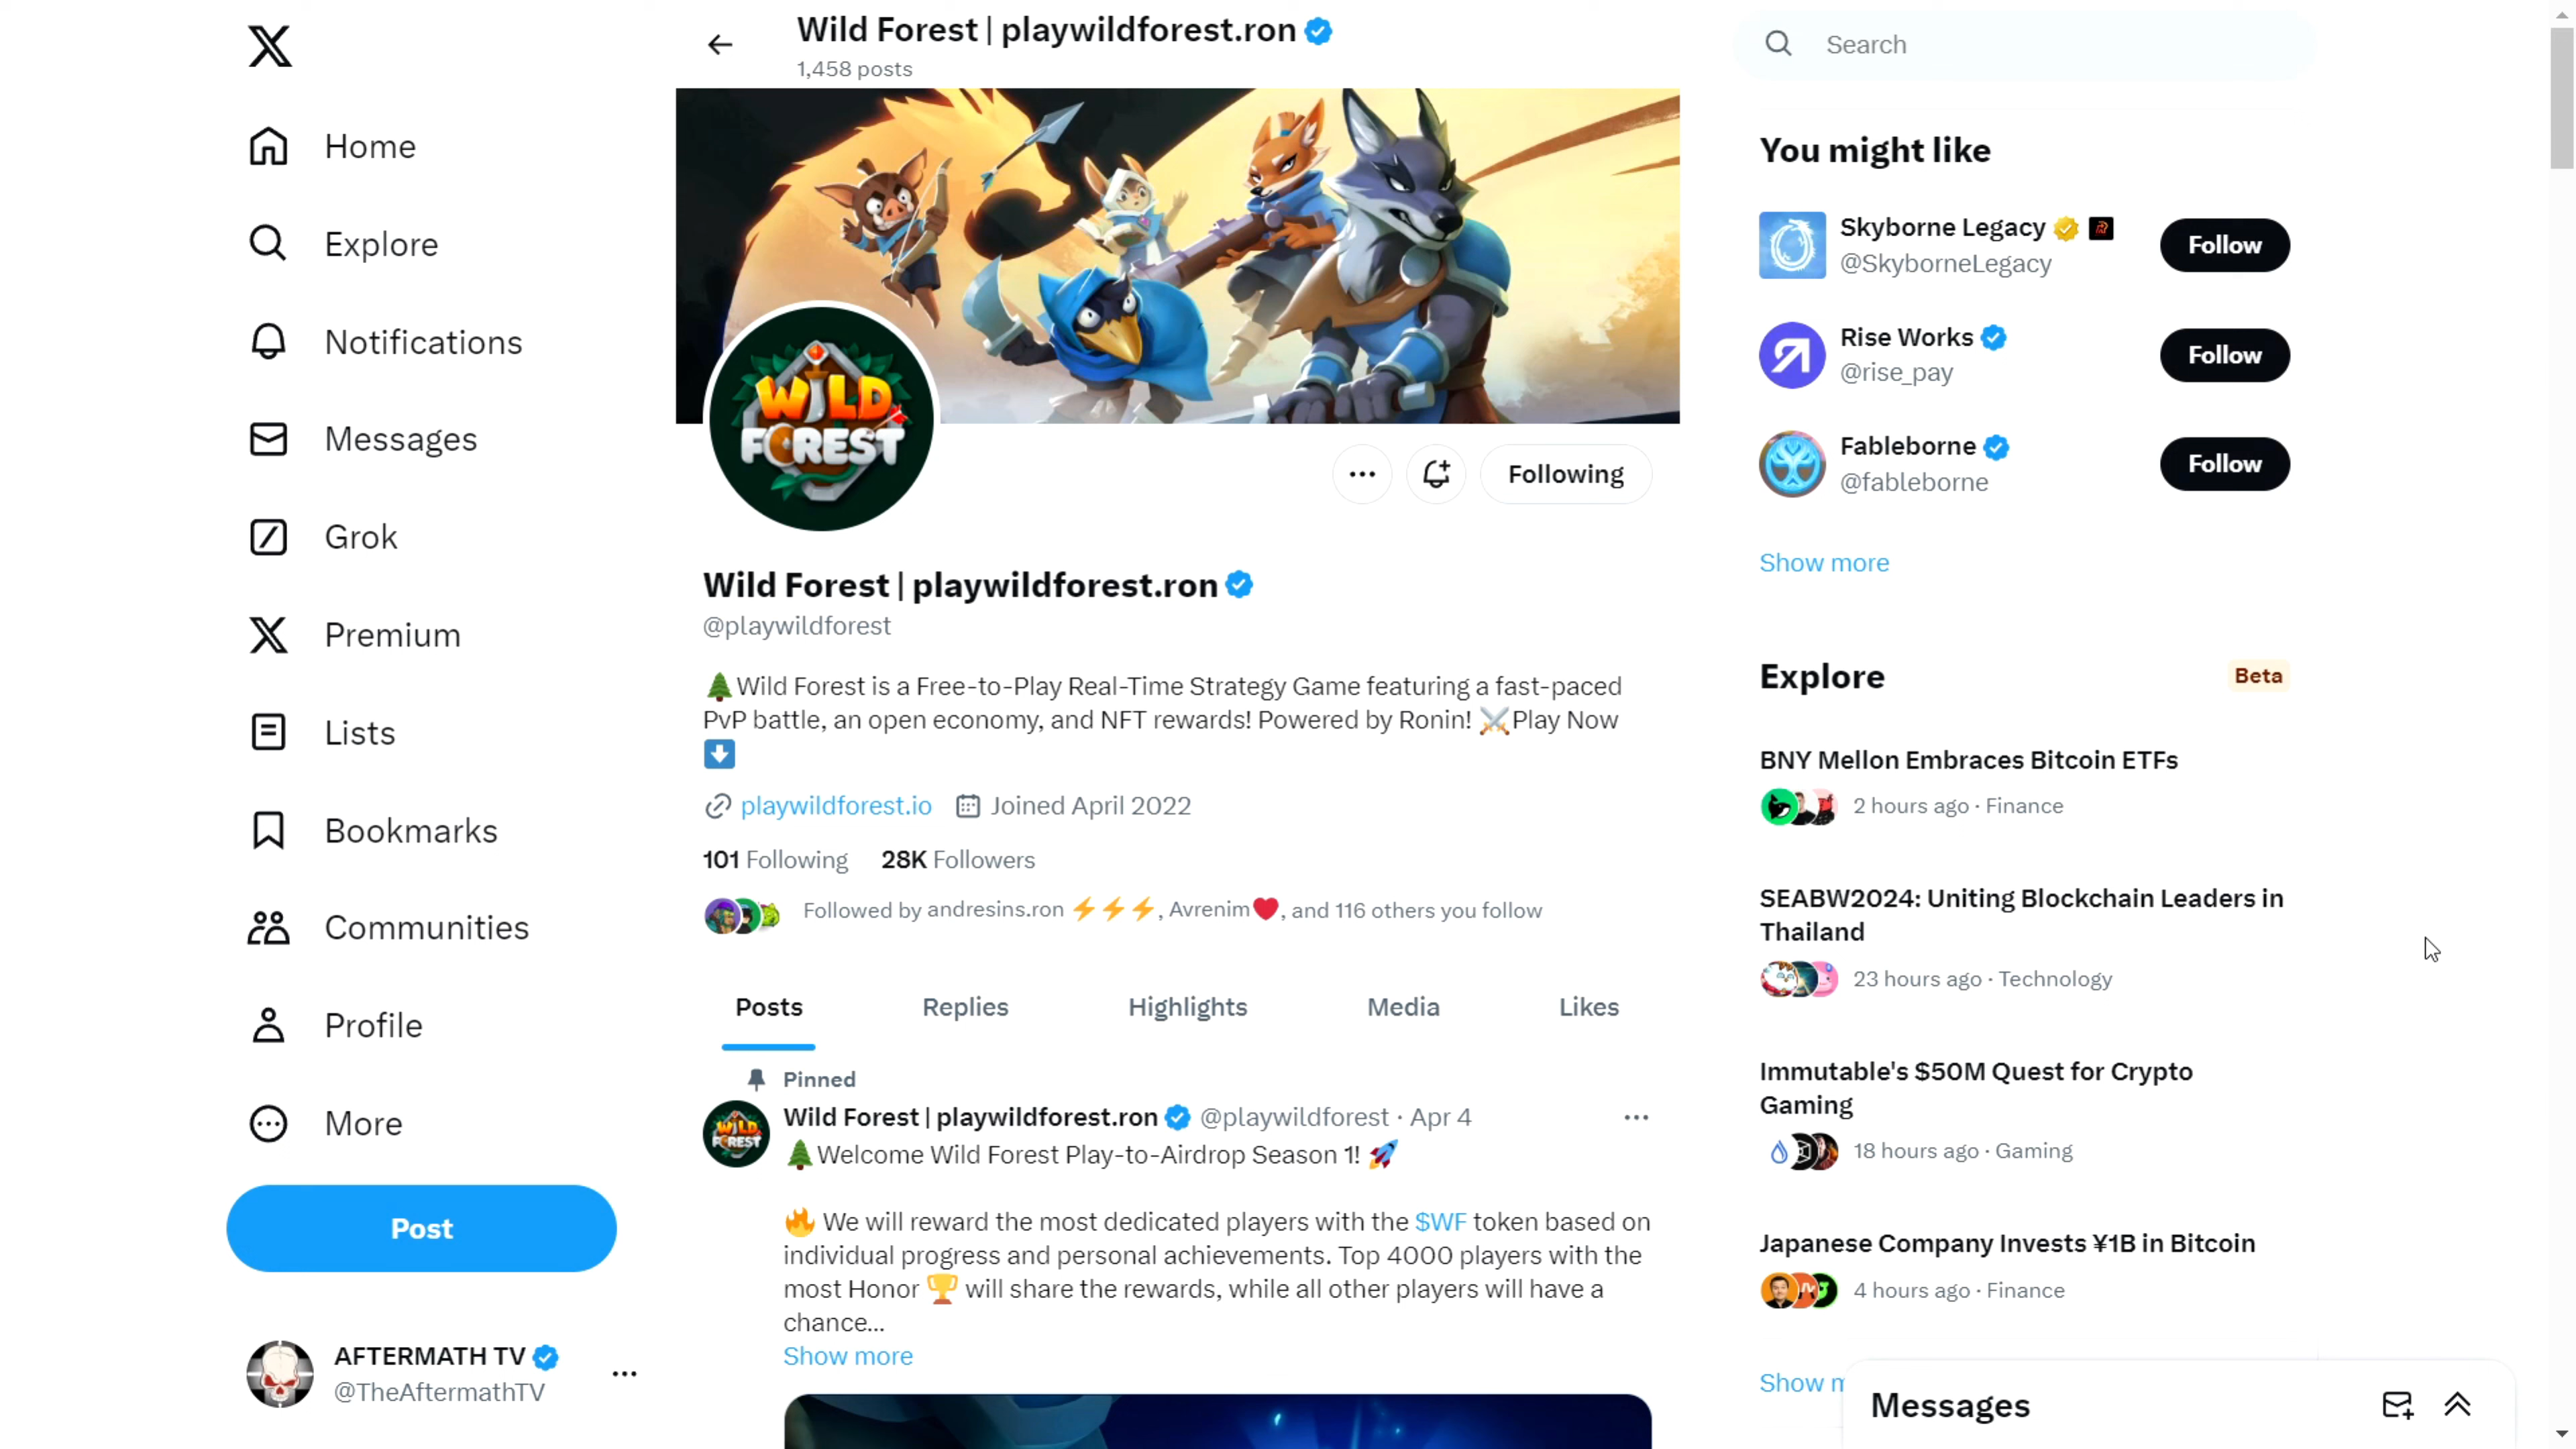 Home
Explore
Notifications
Messages
Grok
Premium
Lists
Bookmarks
Communities
Profile
More
Post
AFTERMATH TV
@TheAftermathTV
Wild Forest | playwildforest.ron
1,458 posts
WILD
FOREST
Following
Wild Forest | playwildforest.ron
@playwildforest
🌲Wild Forest is a Free-to-Play Real-Time Strategy Game featuring a fast-paced
PvP battle, an open economy, and NFT rewards! Powered by Ronin! ⚔️Play Now
⬇️
playwildforest.io Joined April 2022
101 Following 28K Followers
Followed by andresins.ron ⚡⚡⚡, Avrenim❤️, and 116 others you follow
Posts Replies Highlights Media Likes
Pinned
WILD
FOREST
Wild Forest | playwildforest.ron @playwildforest · Apr 4
🌲Welcome Wild Forest Play-to-Airdrop Season 1! 🚀
🔥 We will reward the most dedicated players with the $WF token based on
individual progress and personal achievements. Top 4000 players with the
most Honor 🏆 will share the rewards, while all other players will have a
chance...
Show more
Search
You might like
Skyborne Legacy
@SkyborneLegacy
Follow
Rise Works
@rise_pay
Follow
Fableborne
@fableborne
Follow
Show more
Explore
Beta
BNY Mellon Embraces Bitcoin ETFs
2 hours ago · Finance
SEABW2024: Uniting Blockchain Leaders in
Thailand
23 hours ago · Technology
Immutable's $50M Quest for Crypto
Gaming
18 hours ago · Gaming
Japanese Company Invests ¥1B in Bitcoin
4 hours ago · Finance
Show
Messages